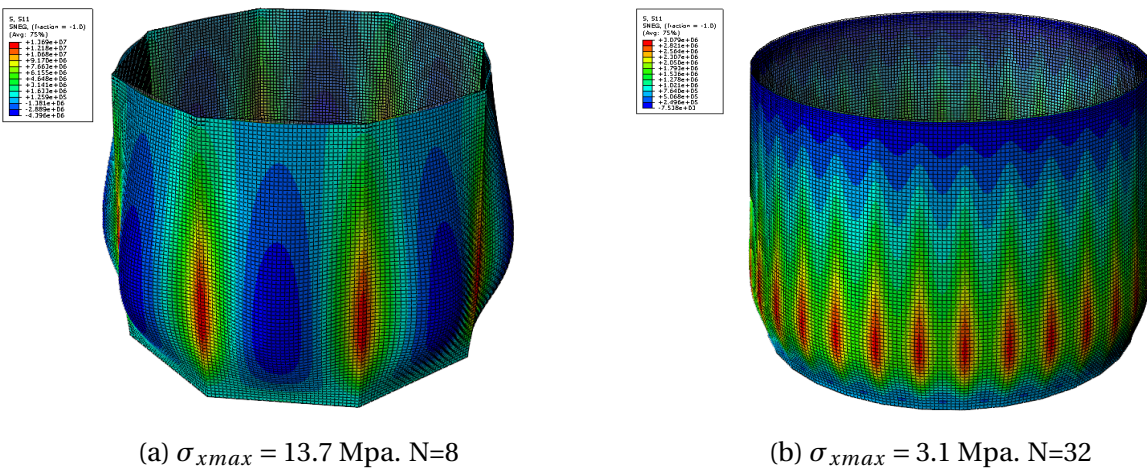 S, S11
SNEG, (fraction = -1.0)
(Avg: 75%)
+1.369e+07
+1.218e+07
+1.068e+07
+9.170e+06
+7.663e+06
+6.155e+06
+4.648e+06
+3.141e+06
+1.633e+06
+1.259e+05
-1.381e+06
-2.889e+06
-4.396e+06
S, S11
SNEG, (fraction = -1.0)
(Avg: 75%)
+3.079e+06
+2.821e+06
+2.564e+06
+2.307e+06
+2.050e+06
+1.793e+06
+1.536e+06
+1.278e+06
+1.021e+06
+7.640e+05
+5.068e+05
+2.496e+05
-7.538e+03
(a) σxmax = 13.7 Mpa. N=8
(b) σxmax = 3.1 Mpa. N=32